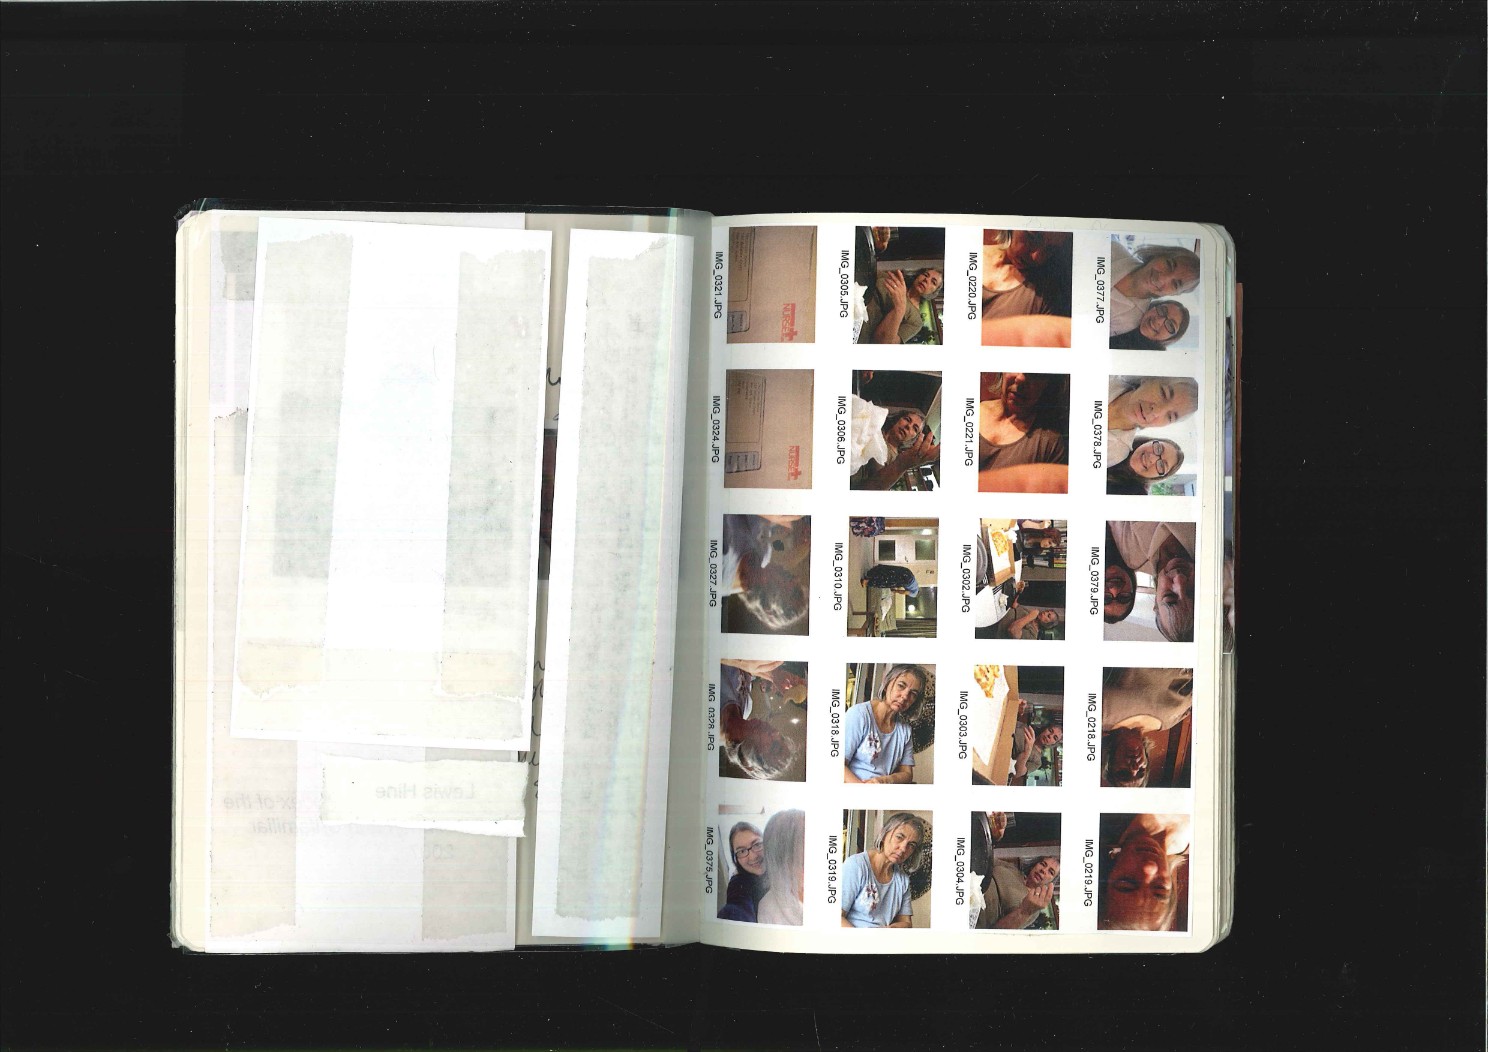 Lewis Hine
of the
IMG_0377.JPG IMG_0378.JPG IMG_0379.JPG IMG_0218.JPG IMG_0219.JPG
IMG_0220.JPG IMG_0221.JPG IMG_0302.JPG IMG_0303.JPG IMG_0304.JPG
IMG_0305.JPG IMG_0306.JPG IMG_0310.JPG IMG_0318.JPG IMG_0319.JPG
IMG_0321.JPG IMG_0324.JPG IMG_0327.JPG IMG_0328.JPG IMG_0375.JPG